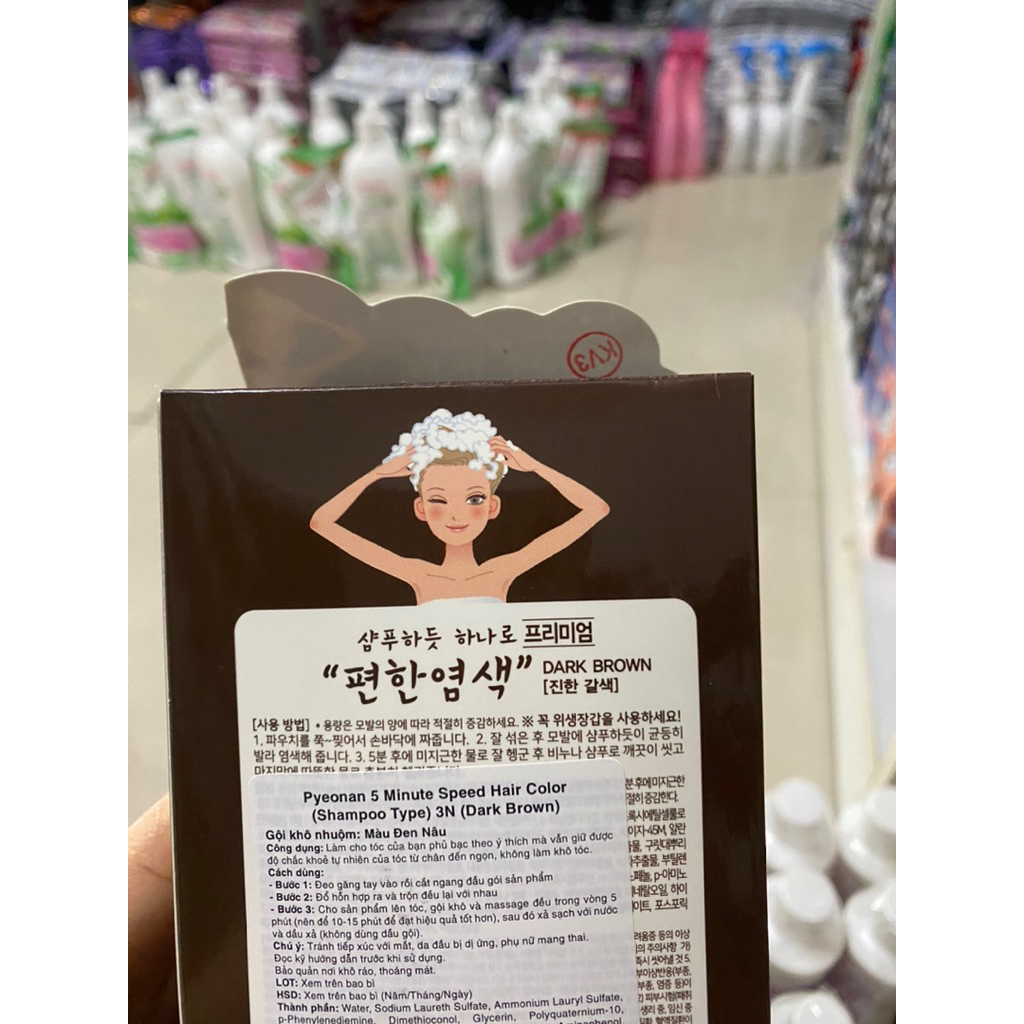 KV3
샴푸하듯 하나로 프리미엄
“편한염색” DARK BROWN
[진한 갈색]
[사용 방법] * 용량은 모발의 양에 따라 적절히 증감하세요. ※ 꼭 위생장갑을 사용하세요!
1. 파우치를 쭉~찢어서 손바닥에 짜줍니다. 2. 잘 섞은 후 모발에 샴푸하듯이 균등히
발라 염색해 줍니다. 3. 5분 후에 미지근한 물로 잘 헹군 후 비누나 샴푸로 깨끗이 씻고
Pyeonan 5 Minute Speed Hair Color
(Shampoo Type) 3N (Dark Brown)
Gội khô nhuộm: Màu Đen Nâu
Công dụng: Làm cho tóc của bạn phủ bạc theo ý thích mà vẫn giữ được
độ chắc khoẻ tự nhiên của tóc từ chân đến ngọn, không làm khô tóc.
Cách dùng:
- Bước 1: Đeo găng tay vào rồi cắt ngang đầu gói sản phẩm
- Bước 2: Đổ hỗn hợp ra và trộn đều lại với nhau
- Bước 3: Cho sản phẩm lên tóc, gội khô và massage đều trong vòng 5
phút (nên để 10-15 phút để đạt hiệu quả tốt hơn), sau đó xả sạch với nước
và dầu xả (không dùng dầu gội).
Chú ý: Tránh tiếp xúc với mắt, da đầu bị dị ứng, phụ nữ mang thai.
Đọc kỹ hướng dẫn trước khi sử dụng.
Bảo quản nơi khô ráo, thoáng mát.
LOT: Xem trên bao bì
HSD: Xem trên bao bì (Năm/Tháng/Ngày)
Thành phần: Water, Sodium Laureth Sulfate, Ammonium Lauryl Sulfate,
p-Phenylenediemine, Dimethiconol, Glycerin, Polyquaternium-10,